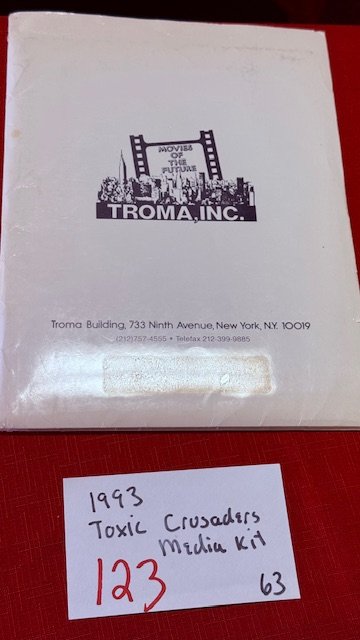 MOVIES
OF
THE
FUTURE
TROMA, INC.
Troma Building, 733 Ninth Avenue, New York, N.Y. 10019
(212) 757-4555 • Telefax 212-399-9885
1993
Toxic Crusaders
Media Kit
123
63